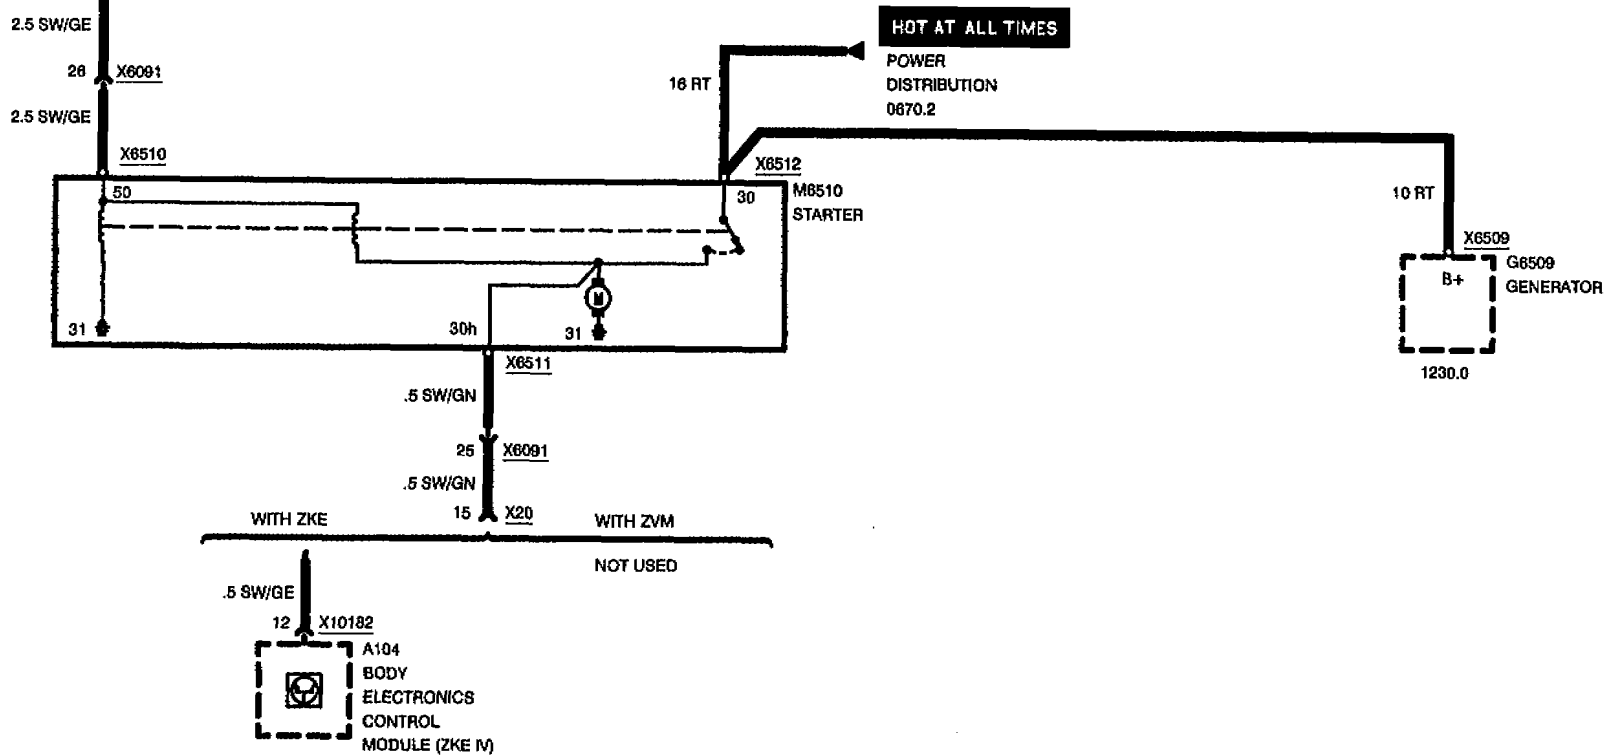 2.5 SW/GE
26 X6091
2.5 SW/GE
X6510
50
31
HOT AT ALL TIMES
POWER
DISTRIBUTION
0670.2
16 RT
X6512
30
M6510
STARTER
M
31
30h
X6511
10 RT
X6509
B+
G6509
GENERATOR
1230.0
.5 SW/GN
25 X6091
.5 SW/GN
15 X20
WITH ZKE
WITH ZVM
NOT USED
.5 SW/GE
12 X10182
A104
BODY
ELECTRONICS
CONTROL
MODULE (ZKE IV)